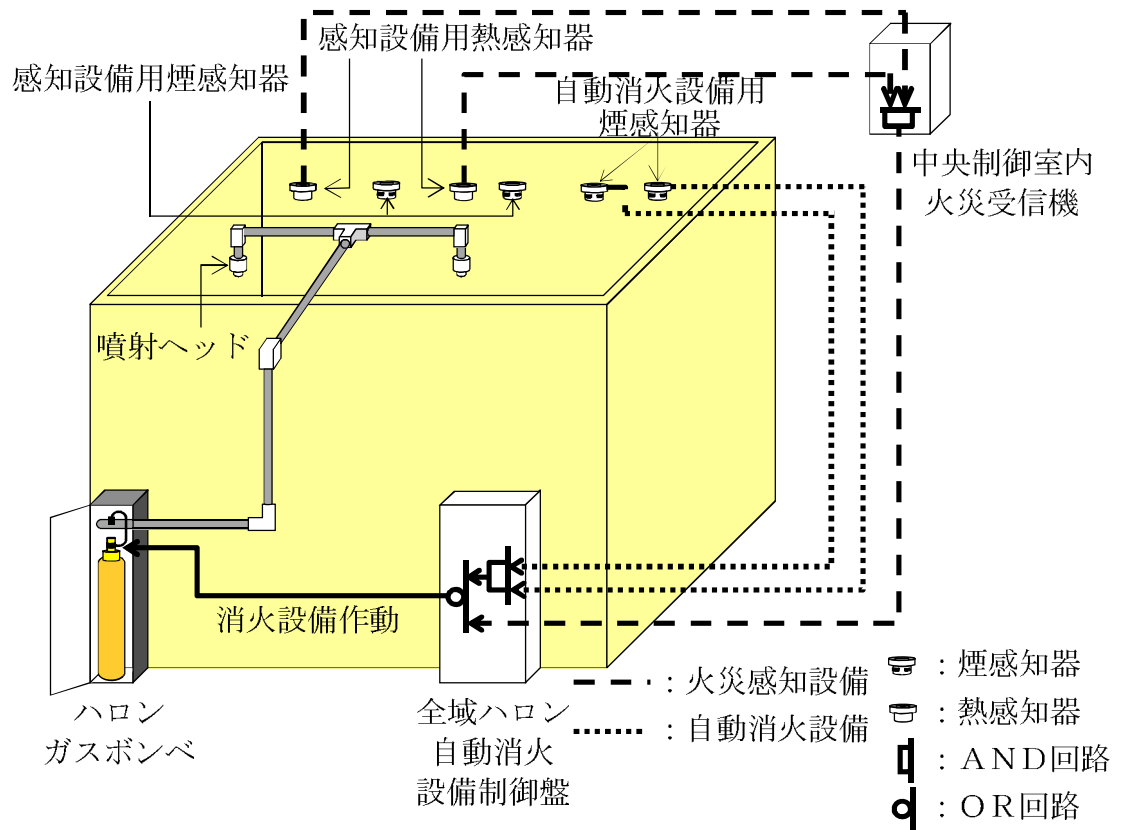 感知設備用熱感知器
感知設備用煙感知器
自動消火設備用
煙感知器
中央制御室内
火災受信機
噴射ヘッド
消火設備作動
ハロン
ガスボンベ
全域ハロン
自動消火
設備制御盤
：火災感知設備
：自動消火設備
：煙感知器
：熱感知器
：ＡＮＤ回路
：ＯＲ回路